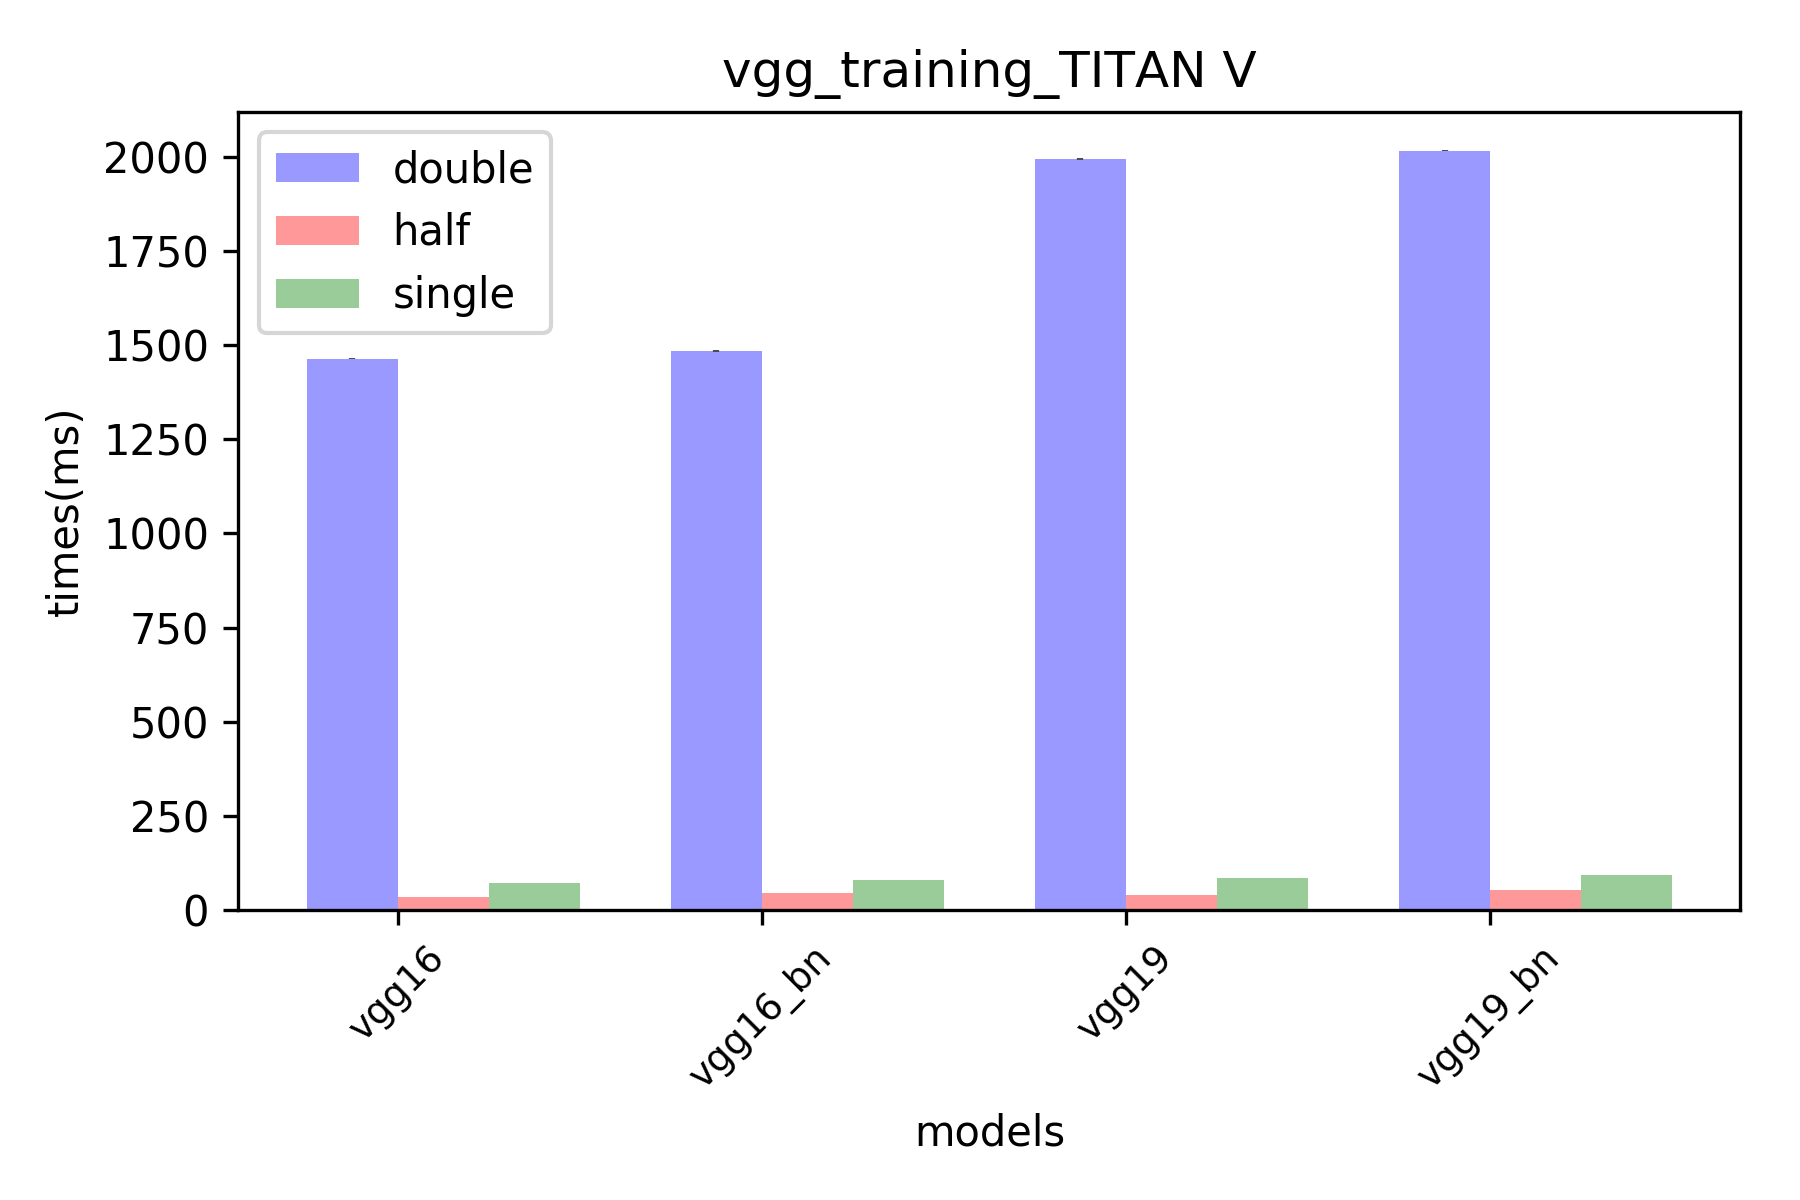 vgg_training_TITAN V
double
half
single
2000
1750
1500
1250
1000
750
500
250
0
times(ms)
vgg16
vgg16_bn
vgg19
vgg19_bn
models